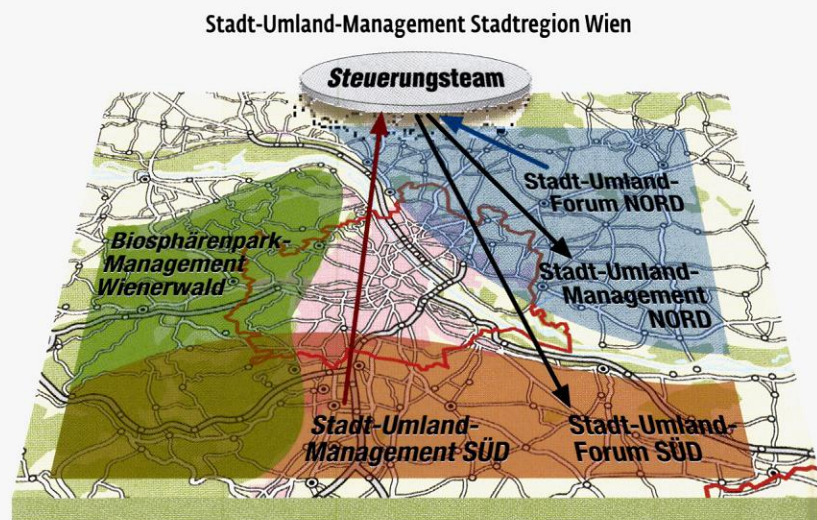 Stadt-Umland-Management Stadtregion Wien
Steuerungsteam
Stadt-Umland-
Forum NORD
Biosphärenpark-
Management
Wienerwald
Stadt-Umland-
Management
NORD
Stadt-Umland-
Management SÜD
Stadt-Umland-
Forum SÜD